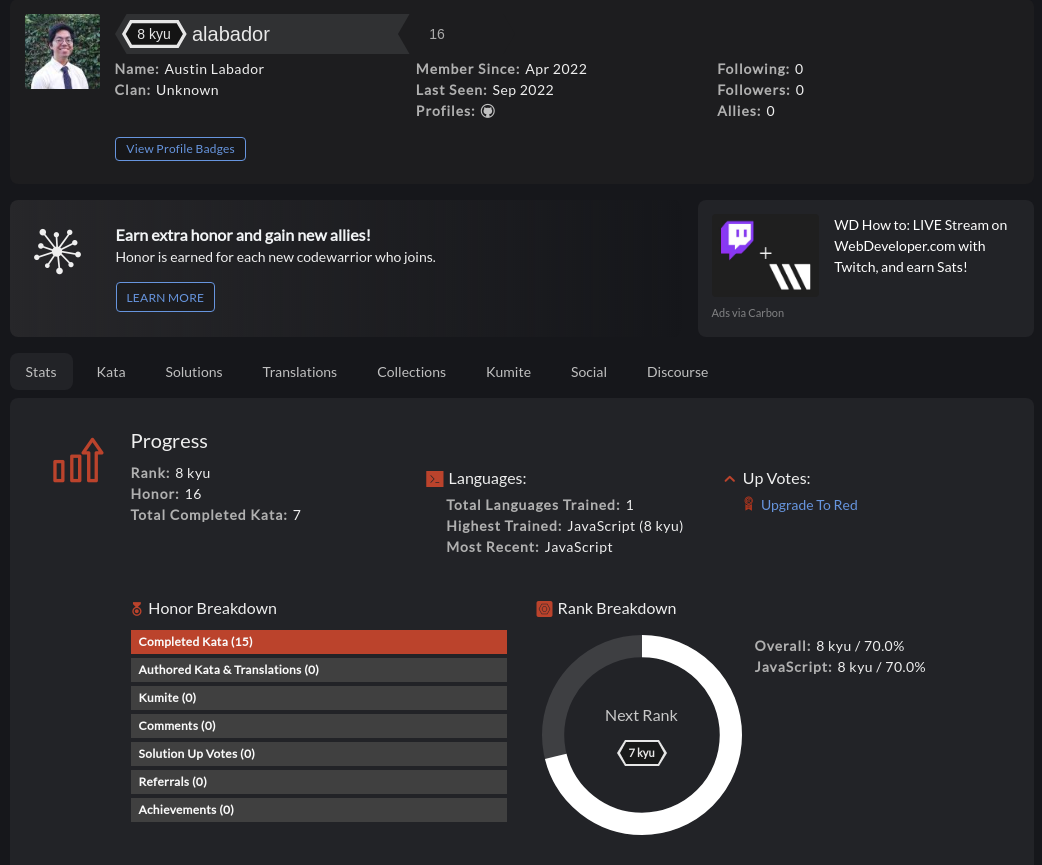 8 kyu alabador 16
Name: Austin Labador
Clan: Unknown
Member Since: Apr 2022
Last Seen: Sep 2022
Profiles:
Following: 0
Followers: 0
Allies: 0
View Profile Badges
Earn extra honor and gain new allies!
Honor is earned for each new codewarrior who joins.
LEARN MORE
WD How to: LIVE Stream on
WebDeveloper.com with
Twitch, and earn Sats!
Ads via Carbon
Stats Kata Solutions Translations Collections Kumite Social Discourse
Progress
Rank: 8 kyu
Honor: 16
Total Completed Kata: 7
Languages:
Total Languages Trained: 1
Highest Trained: JavaScript (8 kyu)
Most Recent: JavaScript
Up Votes:
Upgrade To Red
Honor Breakdown
Completed Kata (15)
Authored Kata & Translations (0)
Kumite (0)
Comments (0)
Solution Up Votes (0)
Referrals (0)
Achievements (0)
Rank Breakdown
Next Rank
7 kyu
Overall: 8 kyu / 70.0%
JavaScript: 8 kyu / 70.0%